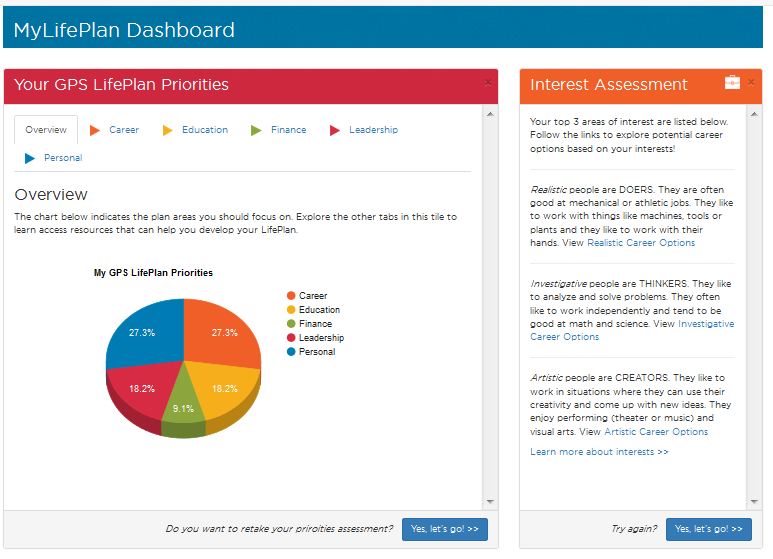 MyLifePlan Dashboard
Your GPS LifePlan Priorities
Overview
Career
Education
Finance
Leadership
Personal
Overview
The chart below indicates the plan areas you should focus on. Explore the other tabs in this tile to
learn access resources that can help you develop your LifePlan.
My GPS LifePlan Priorities
27.3%
27.3%
18.2%
18.2%
9.1%
Career
Education
Finance
Leadership
Personal
Do you want to retake your priroities assessment?
Yes, let's go! >>
Interest Assessment
Your top 3 areas of interest are listed below.
Follow the links to explore potential career
options based on your interests!
Realistic people are DOERS. They are often
good at mechanical or athletic jobs. They like
to work with things like machines, tools or
plants and they like to work with their
hands. View Realistic Career Options
Investigative people are THINKERS. They like
to analyze and solve problems. They often
like to work independently and tend to be
good at math and science. View Investigative
Career Options
Artistic people are CREATORS. They like to
work in situations where they can use their
creativity and come up with new ideas. They
enjoy performing (theater or music) and
visual arts. View Artistic Career Options
Learn more about interests >>
Try again?
Yes, let's go! >>